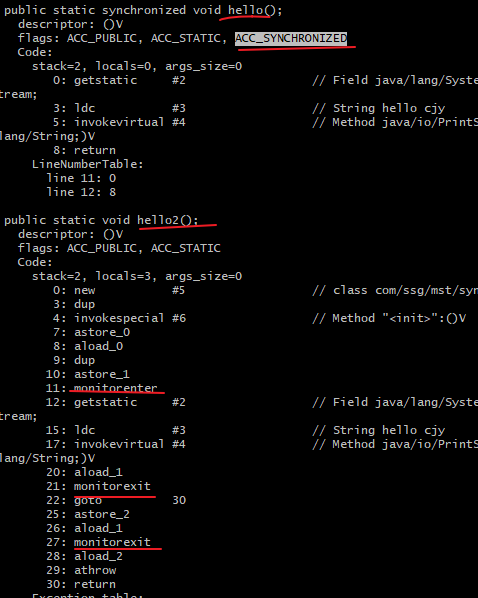 public static synchronized void hello();
descriptor: ()V
flags: ACC_PUBLIC, ACC_STATIC, ACC_SYNCHRONIZED
Code:
stack=2, locals=0, args_size=0
0: getstatic #2 // Field java/lang/Syste
tream;
3: ldc #3 // String hello cjy
5: invokevirtual #4 // Method java/io/PrintS
lang/String;)V
8: return
LineNumberTable:
line 11: 0
line 12: 8
public static void hello2();
descriptor: ()V
flags: ACC_PUBLIC, ACC_STATIC
Code:
stack=2, locals=3, args_size=0
0: new #5 // class com/ssg/mst/syn
3: dup
4: invokespecial #6 // Method "<init>":()V
7: astore_0
8: aload_0
9: dup
10: astore_1
11: monitorenter
12: getstatic #2 // Field java/lang/Syste
tream;
15: ldc #3 // String hello cjy
17: invokevirtual #4 // Method java/io/PrintS
lang/String;)V
20: aload_1
21: monitorexit
22: goto 30
25: astore_2
26: aload_1
27: monitorexit
28: aload_2
29: athrow
30: return
Exception table: